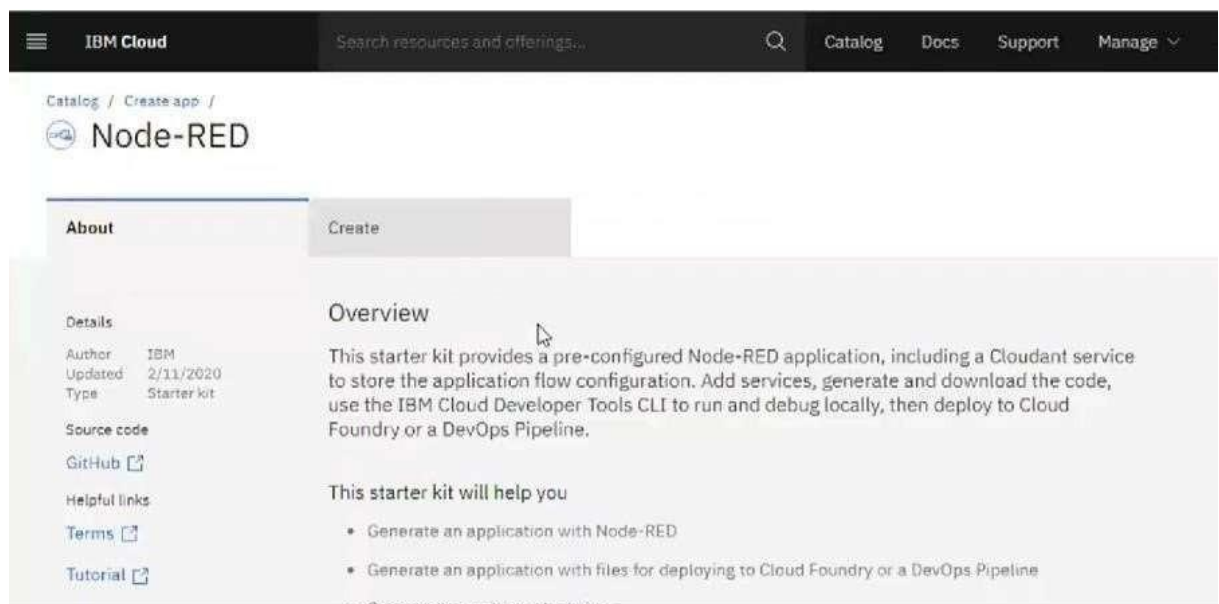 IBM Cloud
Search resources and offerings...
Catalog
Docs
Support
Manage
Catalog / Create app /
Node-RED
About
Create
Details
Author IBM
Updated 2/11/2020
Type Starter kit
Source code
GitHub
Helpful links
Terms
Tutorial
Overview
This starter kit provides a pre-configured Node-RED application, including a Cloudant service
to store the application flow configuration. Add services, generate and download the code,
use the IBM Cloud Developer Tools CLI to run and debug locally, then deploy to Cloud
Foundry or a DevOps Pipeline.
This starter kit will help you
• Generate an application with Node-RED
• Generate an application with files for deploying to Cloud Foundry or a DevOps Pipeline